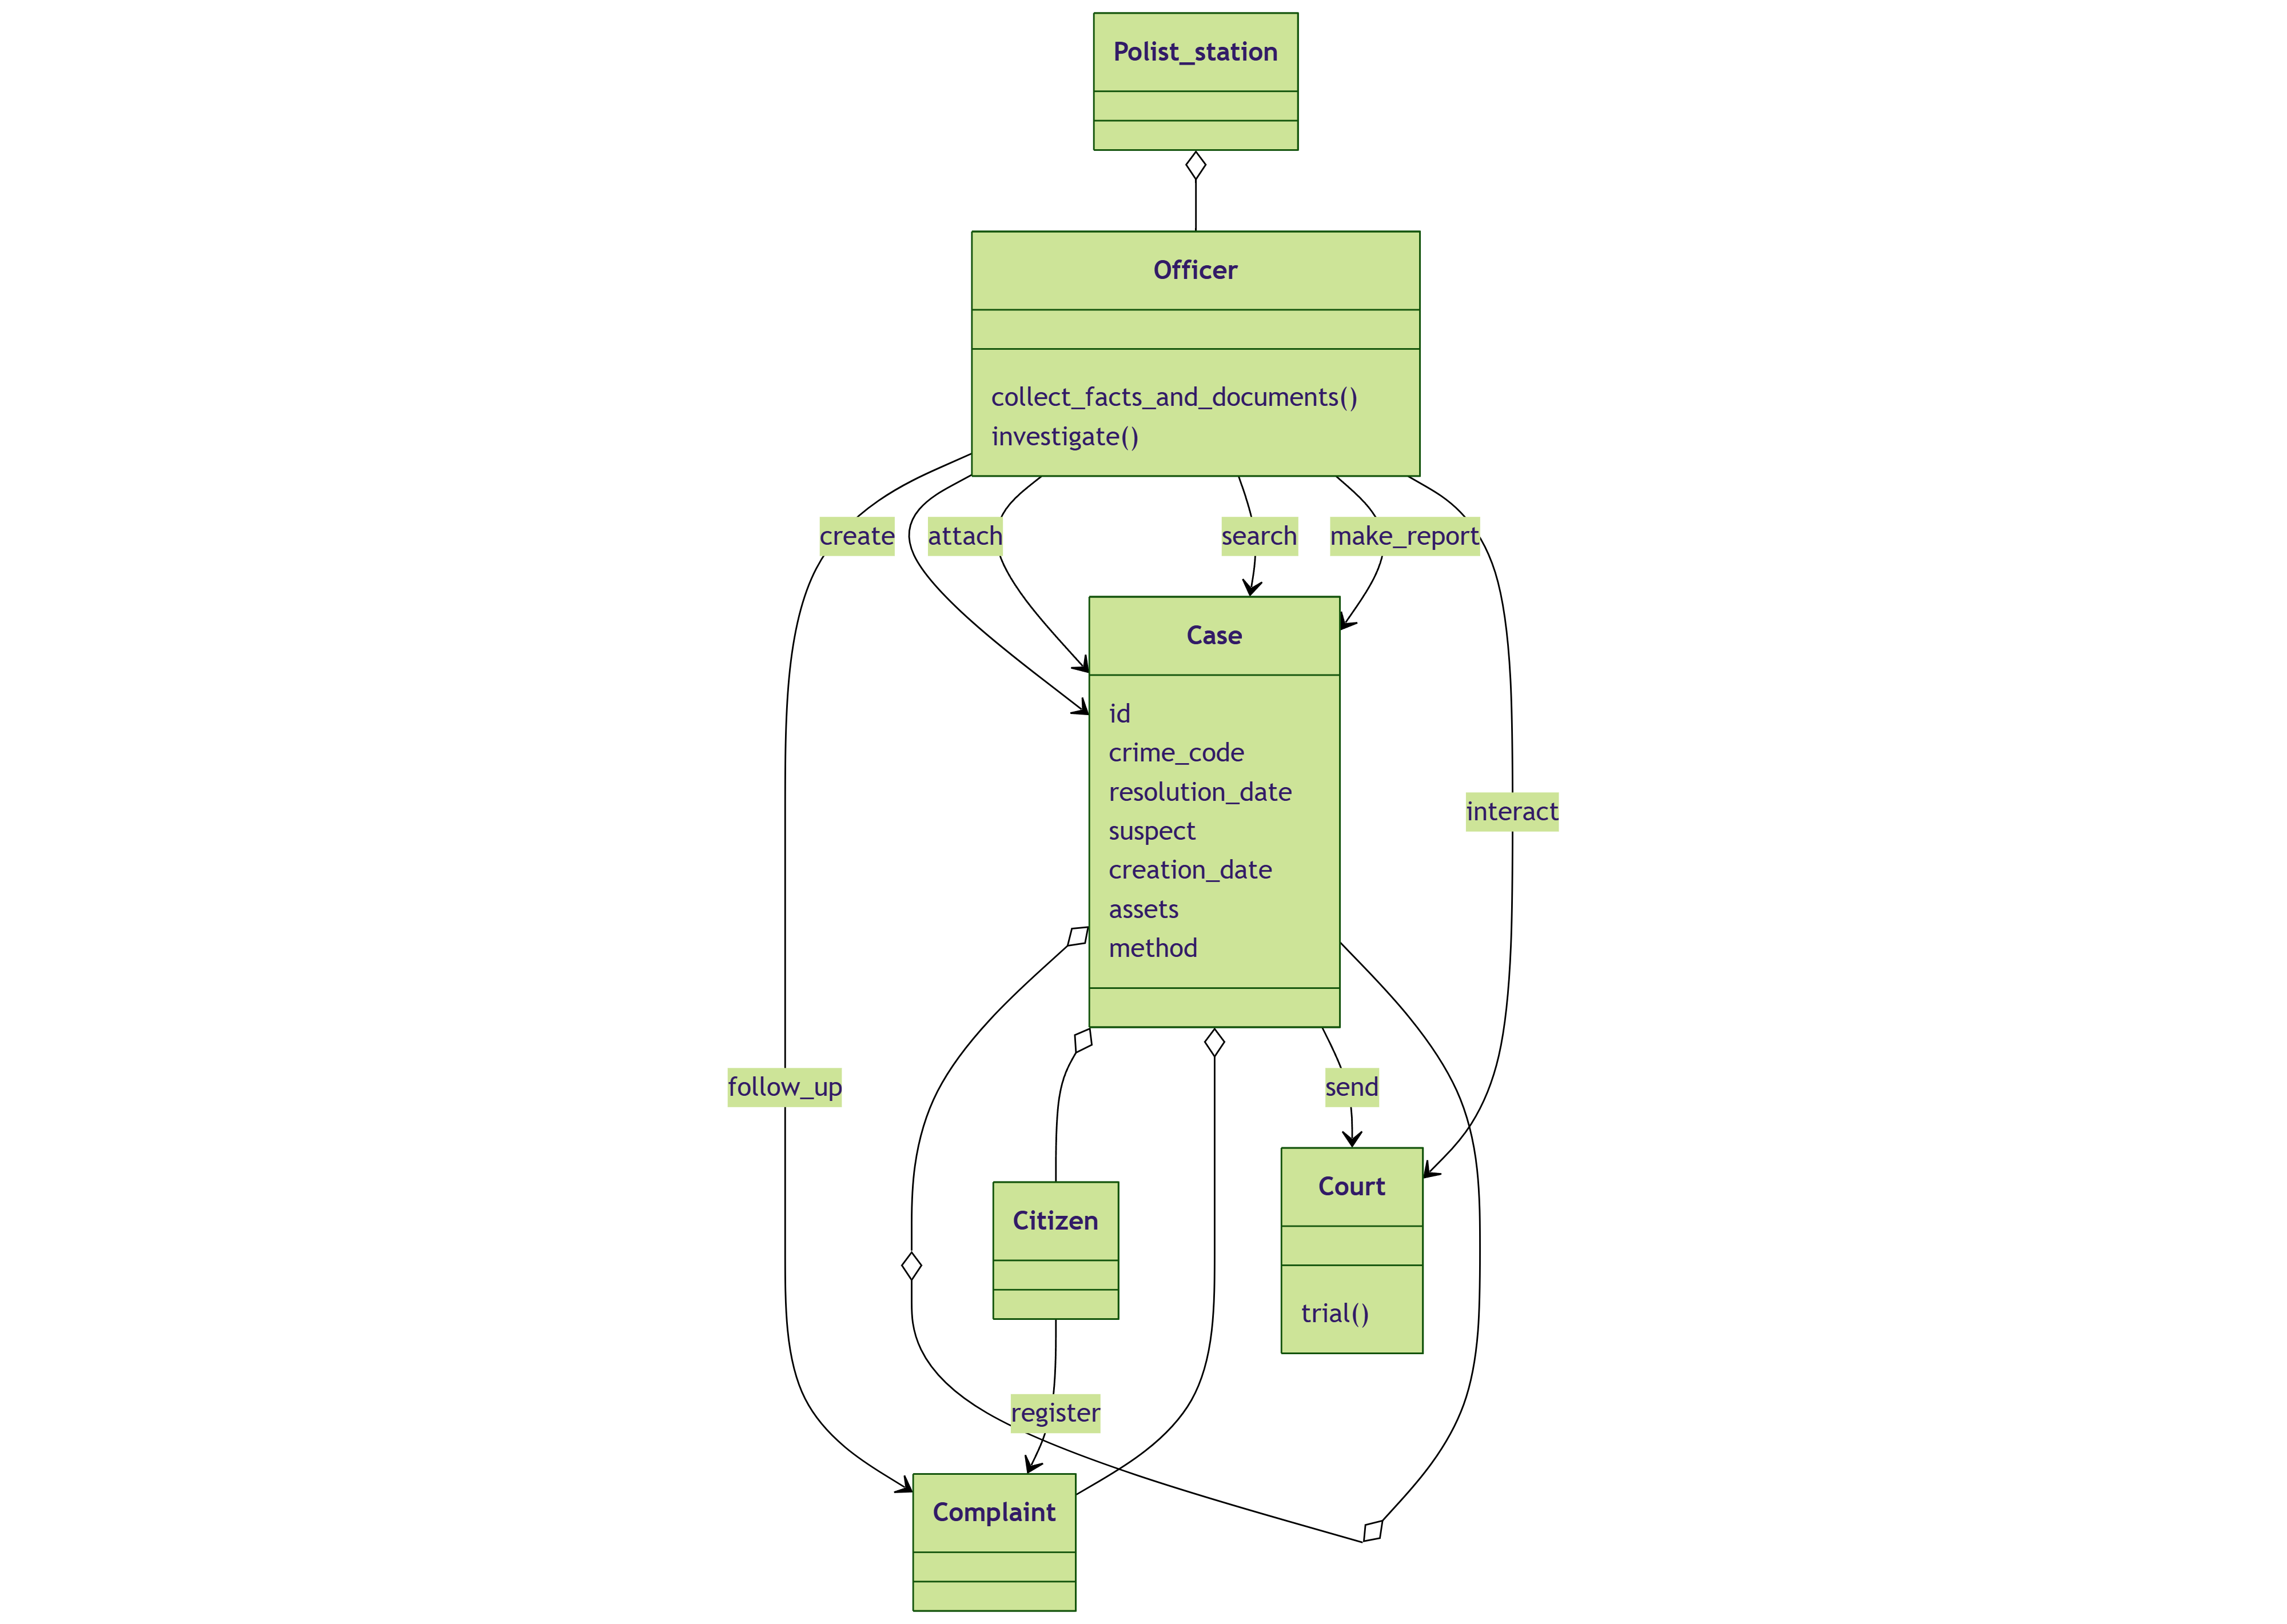 Polist_station
Officer
collect_facts_and_documents()
investigate()
create
attach
search
make_report
Case
id
crime_code
resolution_date
suspect
creation_date
assets
method
interact
follow_up
send
Citizen
Court
trial()
register
Complaint